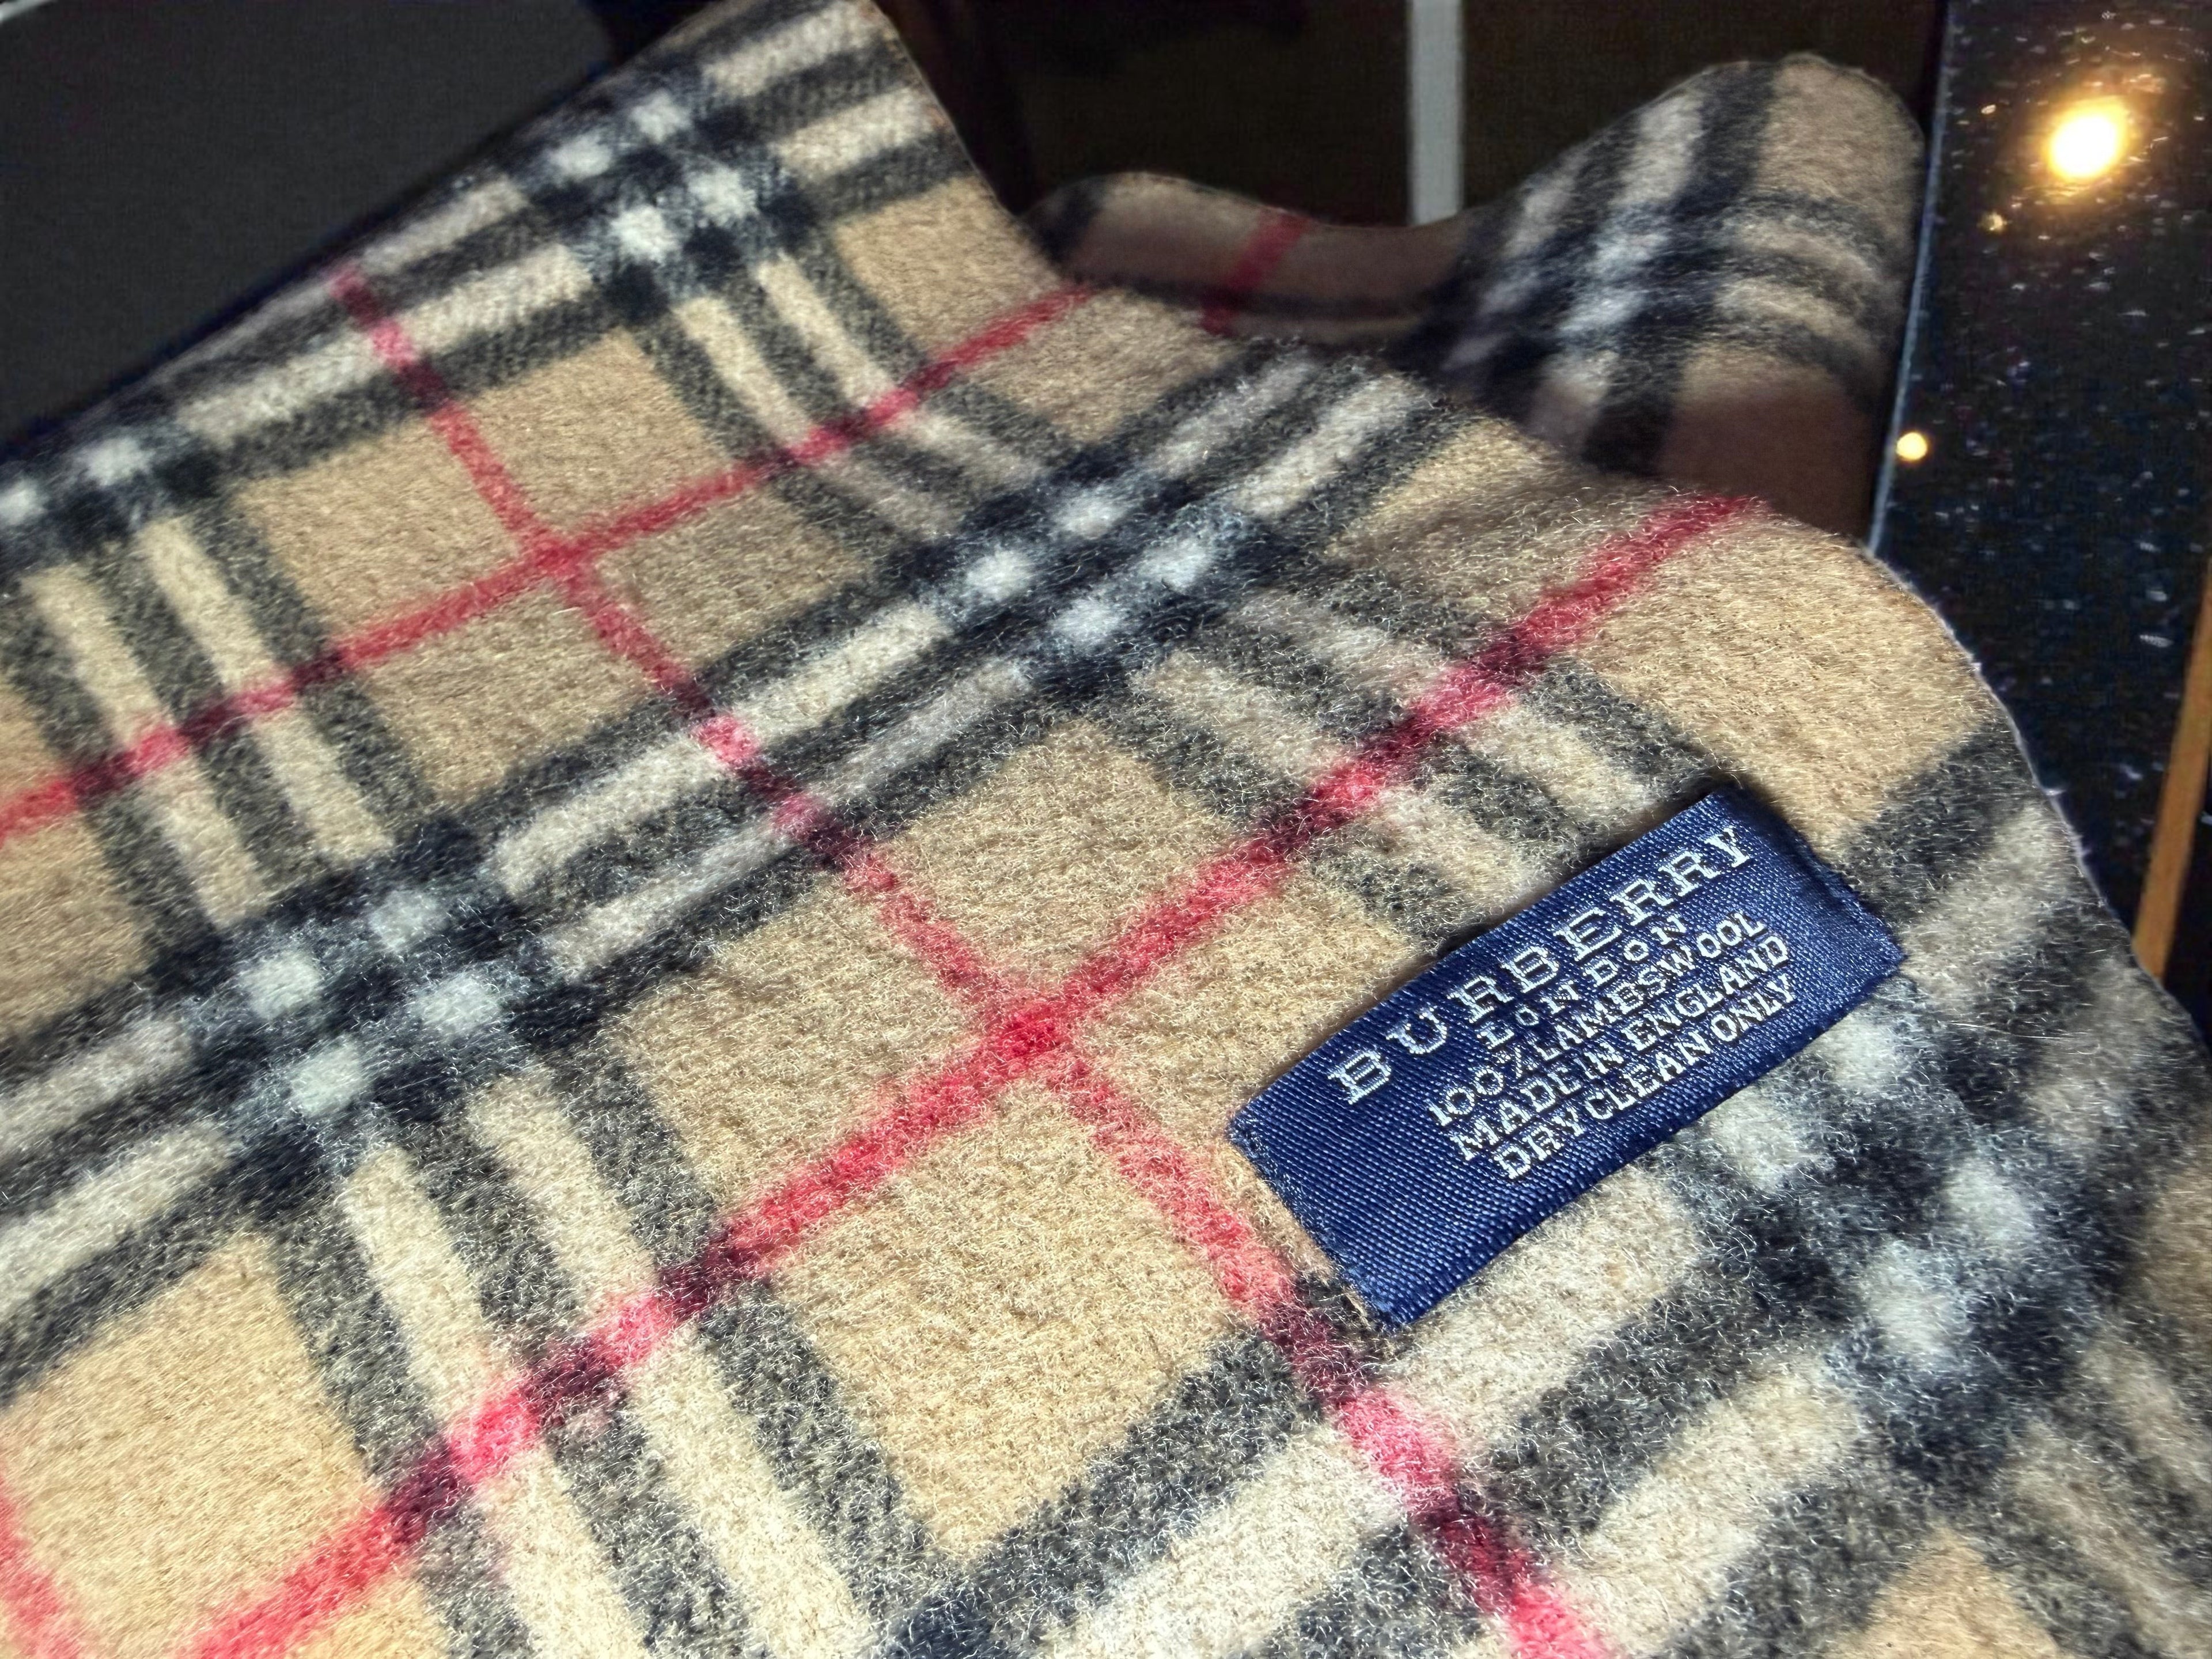 BURBERRY
LONDON
100% LAMBSWOOL
MADE IN ENGLAND
DRY CLEAN ONLY